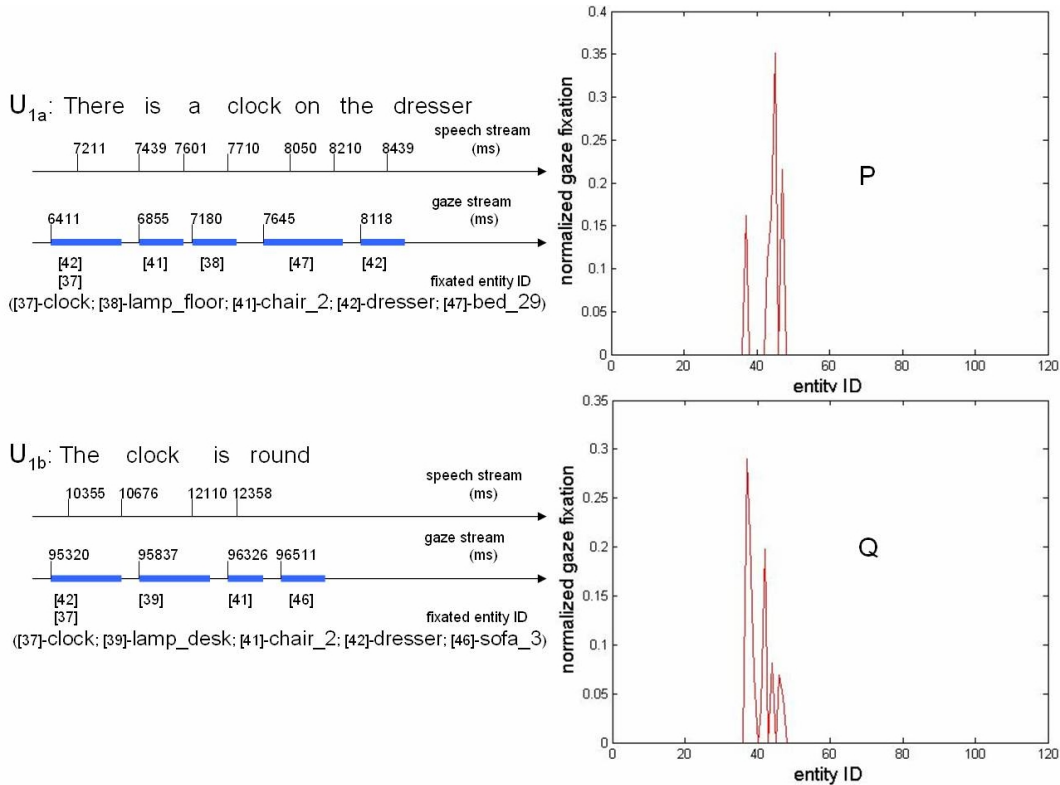 U1a: There is a clock on the dresser
speech stream
(ms)
7211 7439 7601 7710 8050 8210 8439
gaze stream
(ms)
6411 6855 7180 7645 8118
[42] [41] [38] [47] [42]
[37]
fixated entity ID
([37]-clock; [38]-lamp_floor; [41]-chair_2; [42]-dresser; [47]-bed_29)
normalized gaze fixation
0.4
0.35
0.3
0.25
0.2
0.15
0.1
0.05
0
P
0 20 40 60 80 100 120
entity ID
U1b: The clock is round
speech stream
(ms)
10355 10676 12110 12358
gaze stream
(ms)
95320 95837 96326 96511
[42] [39] [41] [46]
[37]
fixated entity ID
([37]-clock; [39]-lamp_desk; [41]-chair_2; [42]-dresser; [46]-sofa_3)
normalized gaze fixation
0.35
0.3
0.25
0.2
0.15
0.1
0.05
0
Q
0 20 40 60 80 100 120
entity ID